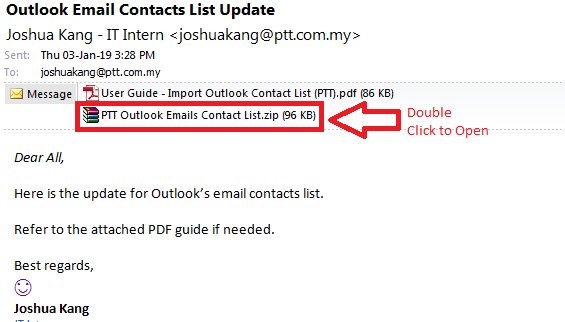 Outlook Email Contacts List Update
Joshua Kang - IT Intern <joshuakang@ptt.com.my>
Sent: Thu 03-Jan-19 3:28 PM
To: joshuakang@ptt.com.my
Message User Guide - Import Outlook Contact List (PTT).pdf (86 KB)
PTT Outlook Emails Contact List.zip (96 KB)
Double
Click to Open
Dear All,
Here is the update for Outlook's email contacts list.
Refer to the attached PDF guide if needed.
Best regards,
Joshua Kang